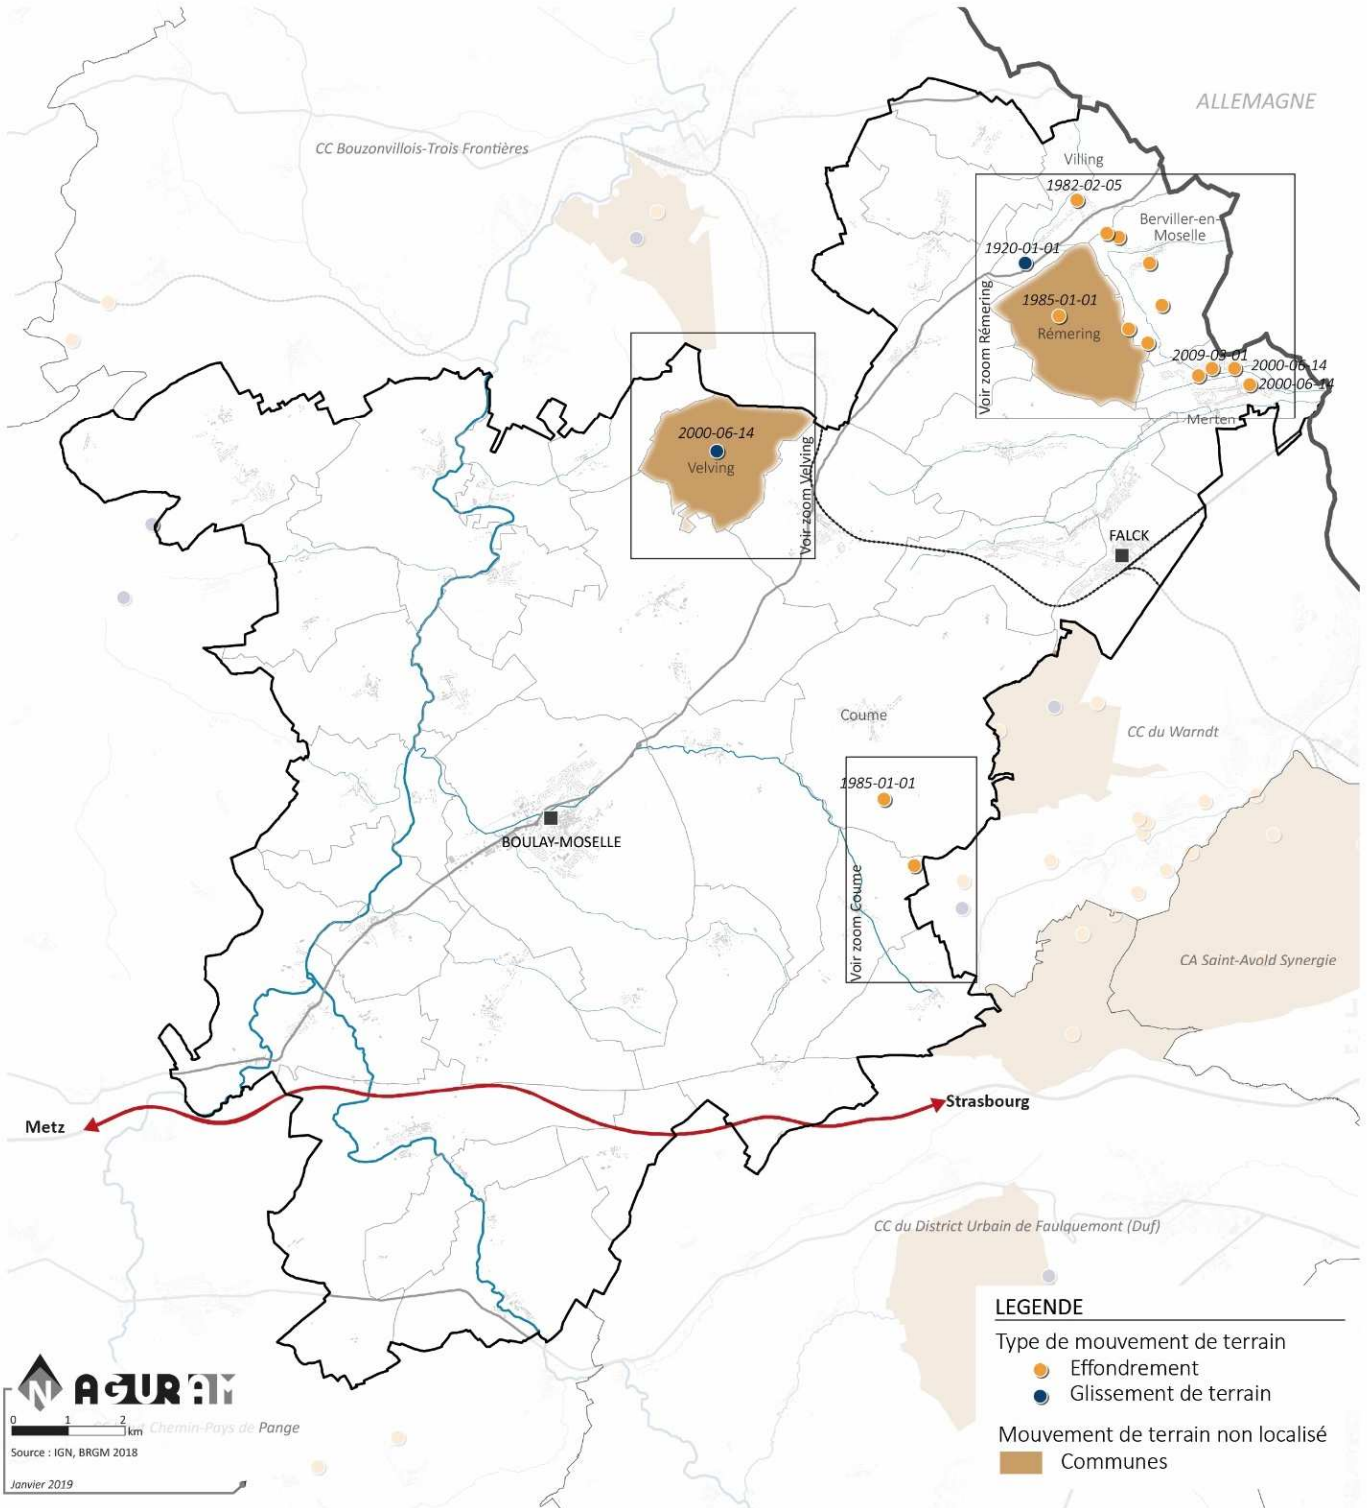 ALLEMAGNE
CC Bouzonvillois-Trois Frontières
Villing
1982-02-05
Berviller-en-
Moselle
1920-01-01
Voir zoom Rémering
1985-01-01
Rémering
2009-03-01
2000-06-14
2000-06-14
Merten
2000-06-14
Velving
Voir zoom Velving
FALCK
Coume
CC du Warndt
1985-01-01
BOULAY-MOSELLE
Voir zoom Coume
CA Saint-Avold Synergie
Strasbourg
Metz
CC du District Urbain de Faulquemont (Duf)
LEGENDE
Type de mouvement de terrain
Effondrement
Glissement de terrain
Mouvement de terrain non localisé
Communes
N AGURAM
0 1 2
km
Chemin-Pays de Pange
Source : IGN, BRGM 2018
Janvier 2019